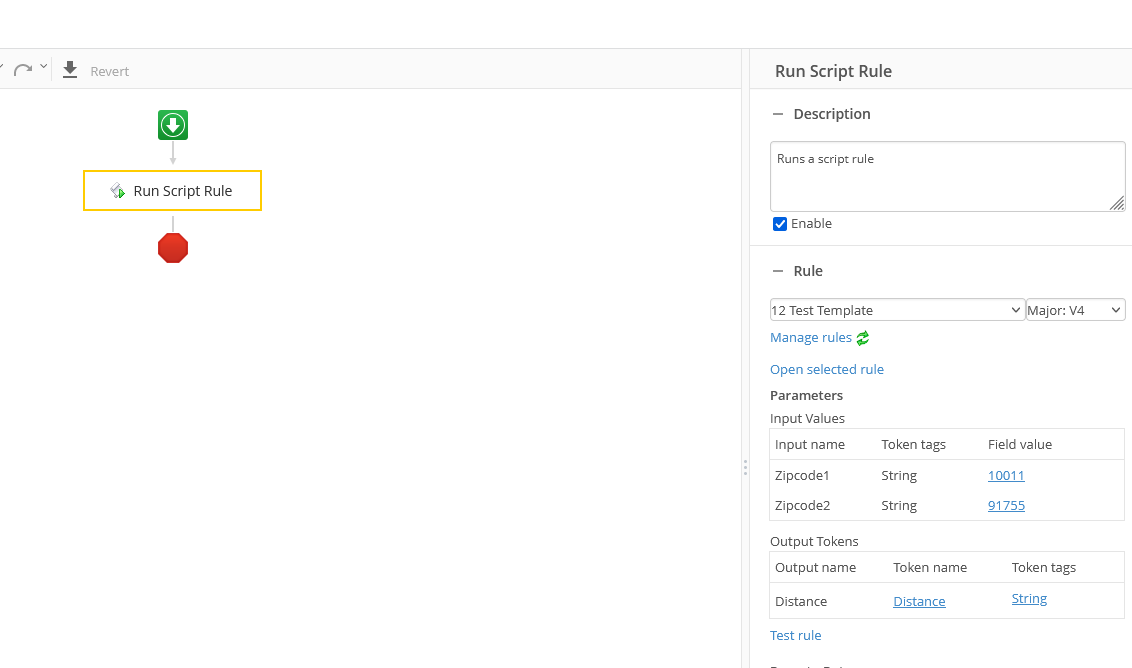 Revert
Run Script Rule
Run Script Rule
Description
Runs a script rule
Enable
Rule
12 Test Template Major: V4
Manage rules
Open selected rule
Parameters
Input Values
Input name Token tags Field value
Zipcode1 String 10011
Zipcode2 String 91755
Output Tokens
Output name Token name Token tags
Distance Distance String
Test rule